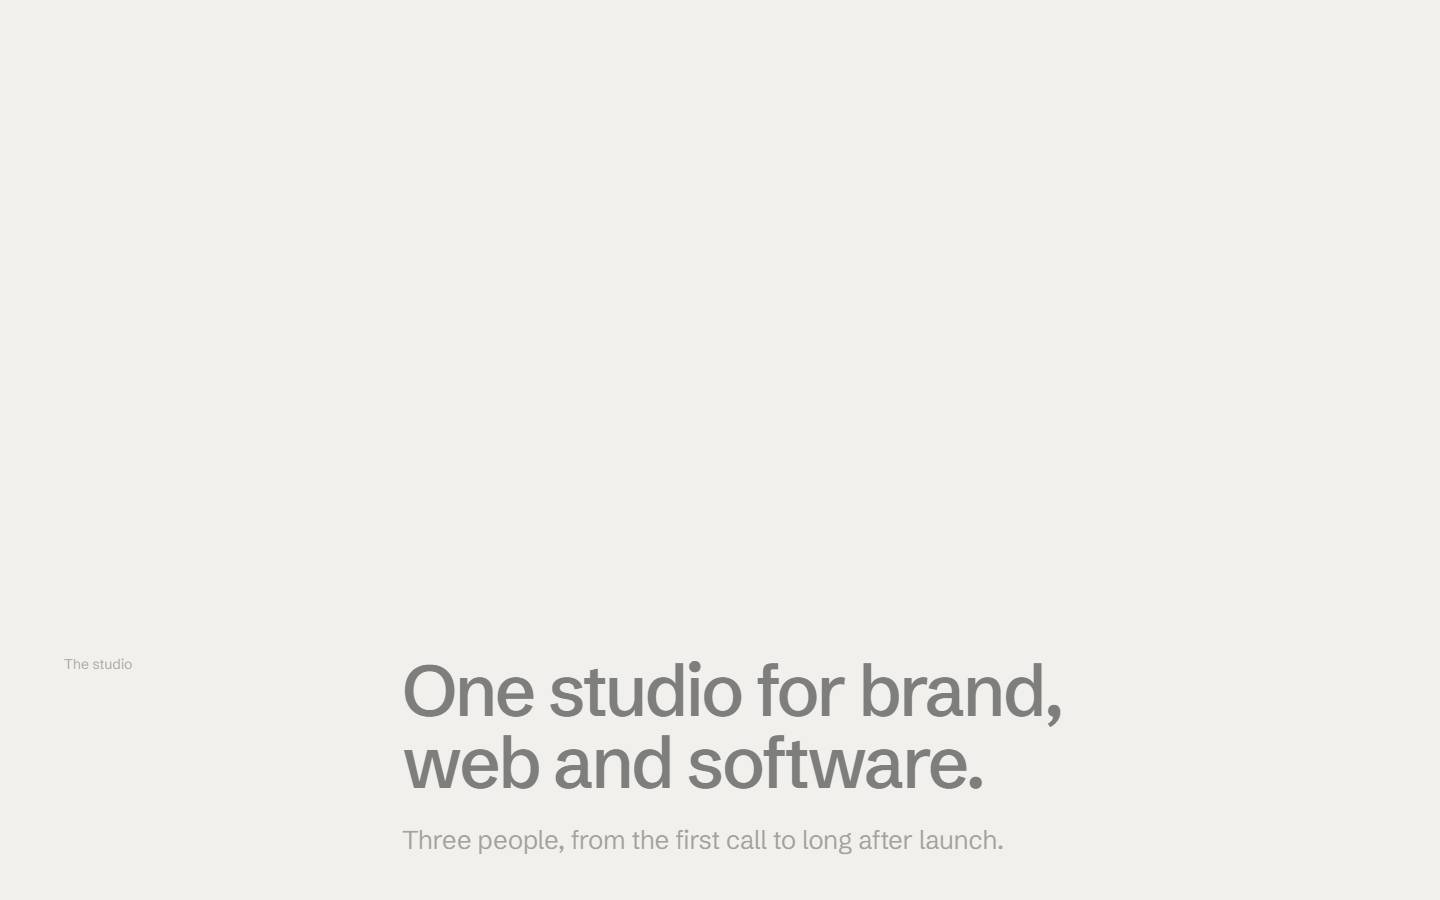 The studio
One studio for brand,
web and software.
Three people, from the first call to long after launch.